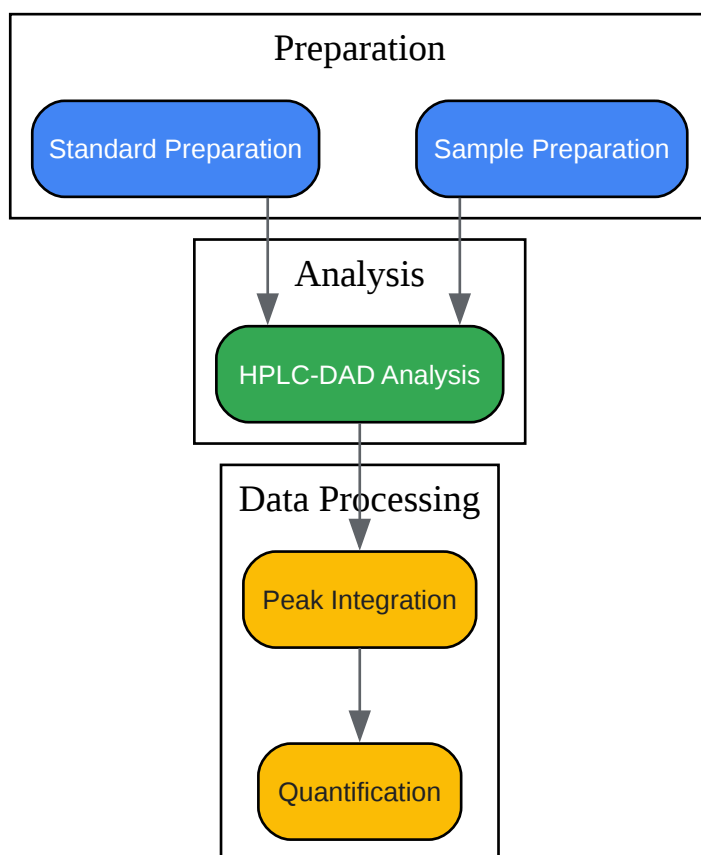 Preparation
Standard Preparation
Sample Preparation
Analysis
HPLC-DAD Analysis
Data Processing
Peak Integration
Quantification